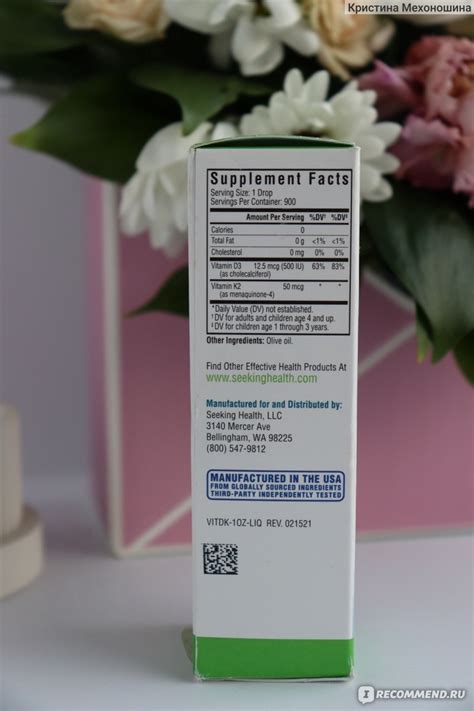 Кристина Мехоношина
Supplement Facts
Serving Size: 1 Drop
Servings Per Container: 900
Amount Per Serving %DV¹ %DV²
Calories 0
Total Fat 0 g <1% <1%
Cholesterol 0 mg 0% 0%
Vitamin D3 12.5 mcg (500 IU) 63% 83%
(as cholecalciferol)
Vitamin K2 50 mcg * *
(as menaquinone-4)
*Daily Value (DV) not established.
¹DV for adults and children age 4 and up.
²DV for children age 1 through 3 years.
Other Ingredients: Olive oil.
Find Other Effective Health Products At
www.seekinghealth.com
Manufactured for and Distributed by:
Seeking Health, LLC
3140 Mercer Ave
Bellingham, WA 98225
(800) 547-9812
MANUFACTURED IN THE USA
FROM GLOBALLY SOURCED INGREDIENTS
THIRD-PARTY INDEPENDENTLY TESTED
VITDK-1OZ-LIQ REV. 021521
I RECOMMEND.RU